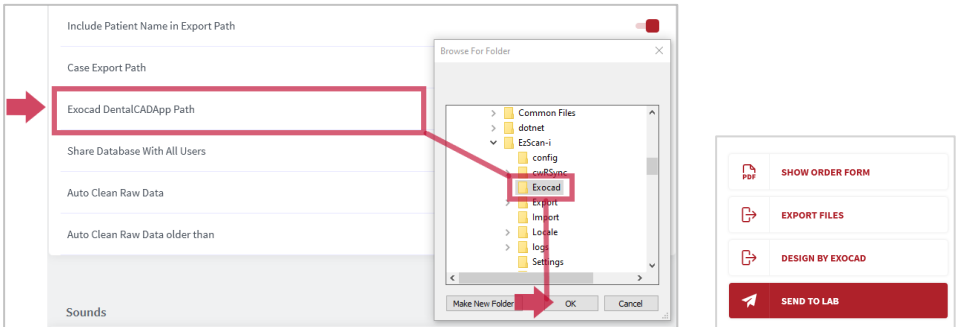 Include Patient Name in Export Path
Case Export Path
Exocad DentalCADApp Path
Share Database With All Users
Auto Clean Raw Data
Auto Clean Raw Data older than
Sounds
Browse For Folder
Common Files
dotnet
EzScan-i
config
cwRSync
Exocad
Export
Import
Locale
logs
Settings
Make New Folder
OK
Cancel
PDF
SHOW ORDER FORM
EXPORT FILES
DESIGN BY EXOCAD
SEND TO LAB